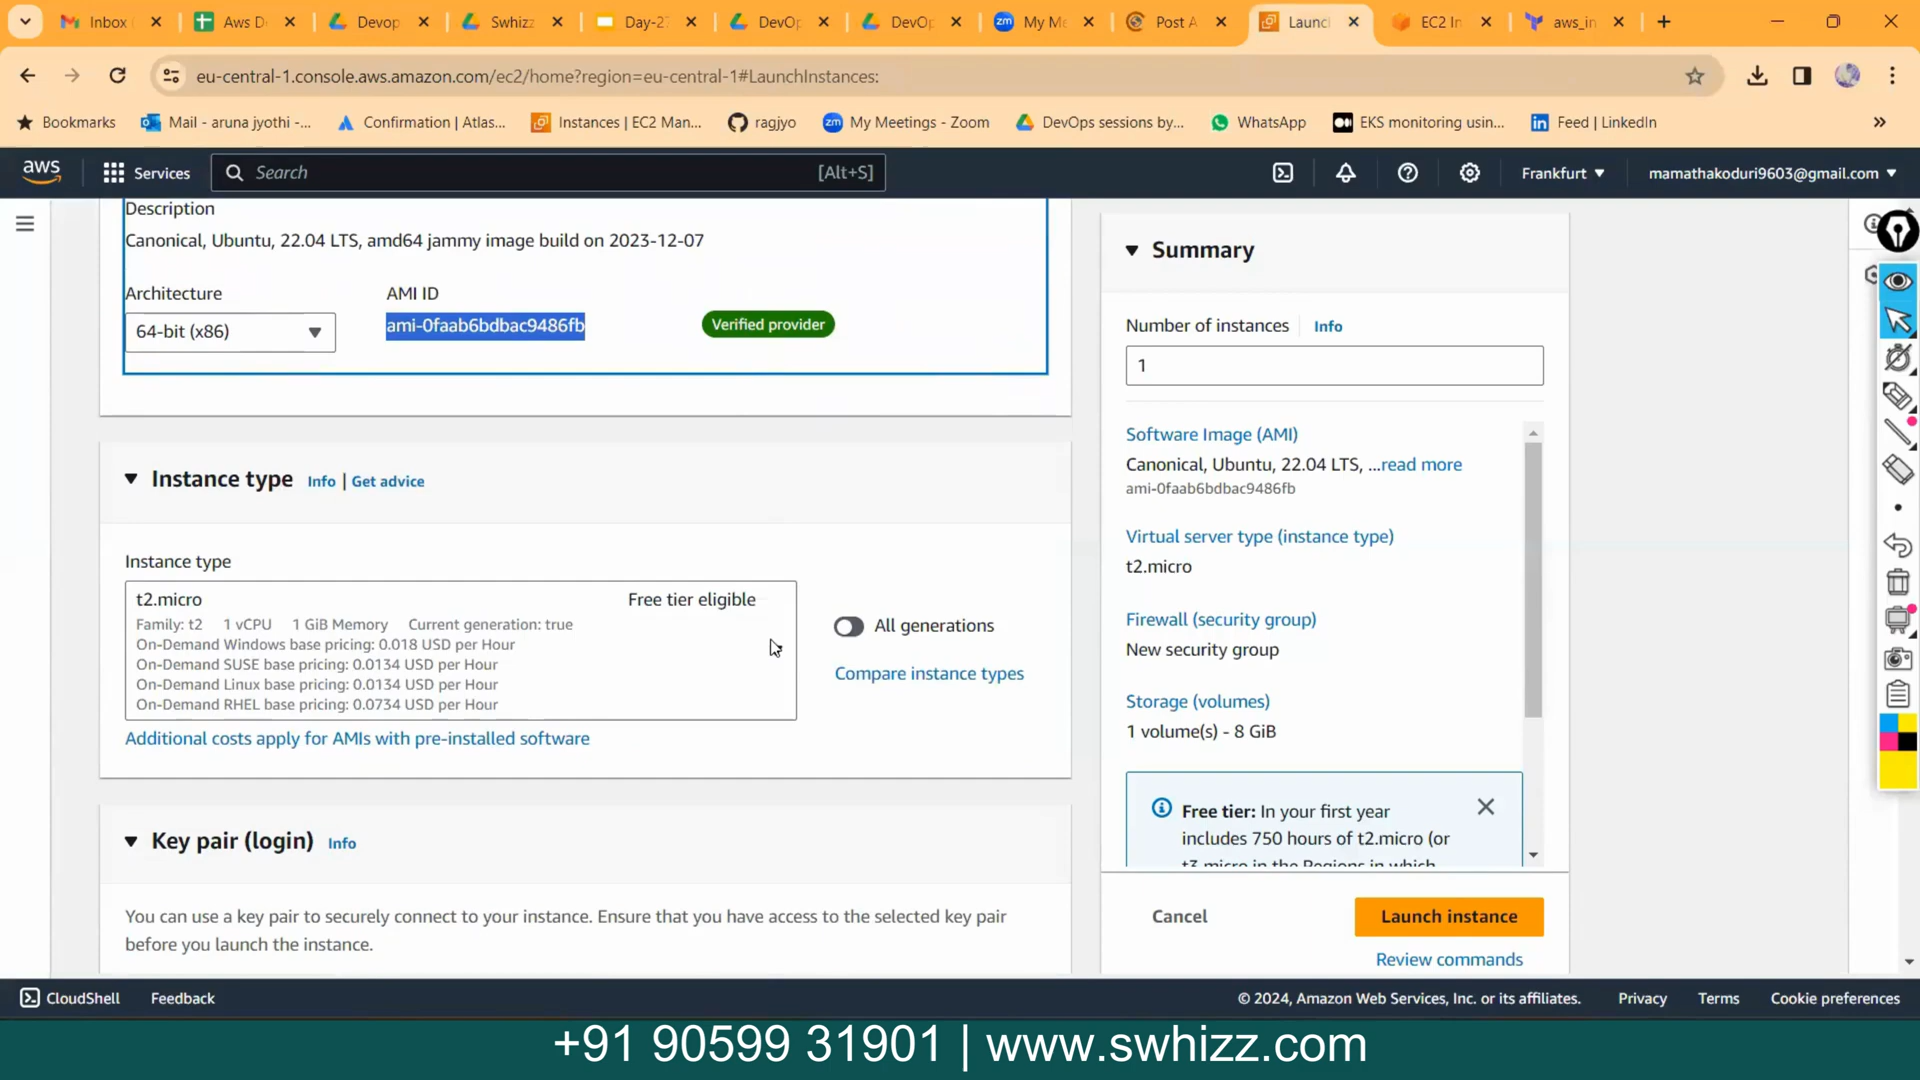 Inbox
Aws D
Devop
Swhizz
Day-2
DevOp
DevOp
zm My M
Post A
Launc
EC2 In
aws_in
eu-central-1.console.aws.amazon.com/ec2/home?region=eu-central-1#LaunchInstances:
Bookmarks
Mail - aruna jyothi -...
Confirmation | Atlas...
Instances | EC2 Man...
ragjyo
zm My Meetings - Zoom
DevOps sessions by...
WhatsApp
EKS monitoring usin...
Feed | LinkedIn
aws
Services
Search
[Alt+S]
Frankfurt
mamathakoduri9603@gmail.com
Description
Canonical, Ubuntu, 22.04 LTS, amd64 jammy image build on 2023-12-07
Architecture
AMI ID
64-bit (x86)
ami-0faab6bdbac9486fb
Verified provider
Instance type
Info | Get advice
Instance type
t2.micro
Free tier eligible
Family: t2 1 vCPU 1 GiB Memory Current generation: true
On-Demand Windows base pricing: 0.018 USD per Hour
On-Demand SUSE base pricing: 0.0134 USD per Hour
On-Demand Linux base pricing: 0.0134 USD per Hour
On-Demand RHEL base pricing: 0.0734 USD per Hour
All generations
Compare instance types
Additional costs apply for AMIs with pre-installed software
Key pair (login) Info
You can use a key pair to securely connect to your instance. Ensure that you have access to the selected key pair
before you launch the instance.
Summary
Number of instances Info
1
Software Image (AMI)
Canonical, Ubuntu, 22.04 LTS, ...read more
ami-0faab6bdbac9486fb
Virtual server type (instance type)
t2.micro
Firewall (security group)
New security group
Storage (volumes)
1 volume(s) - 8 GiB
Free tier: In your first year
includes 750 hours of t2.micro (or
t3.micro in the Regions in which
Cancel
Launch instance
Review commands
CloudShell
Feedback
© 2024, Amazon Web Services, Inc. or its affiliates.
Privacy
Terms
Cookie preferences
+91 90599 31901 | www.swhizz.com